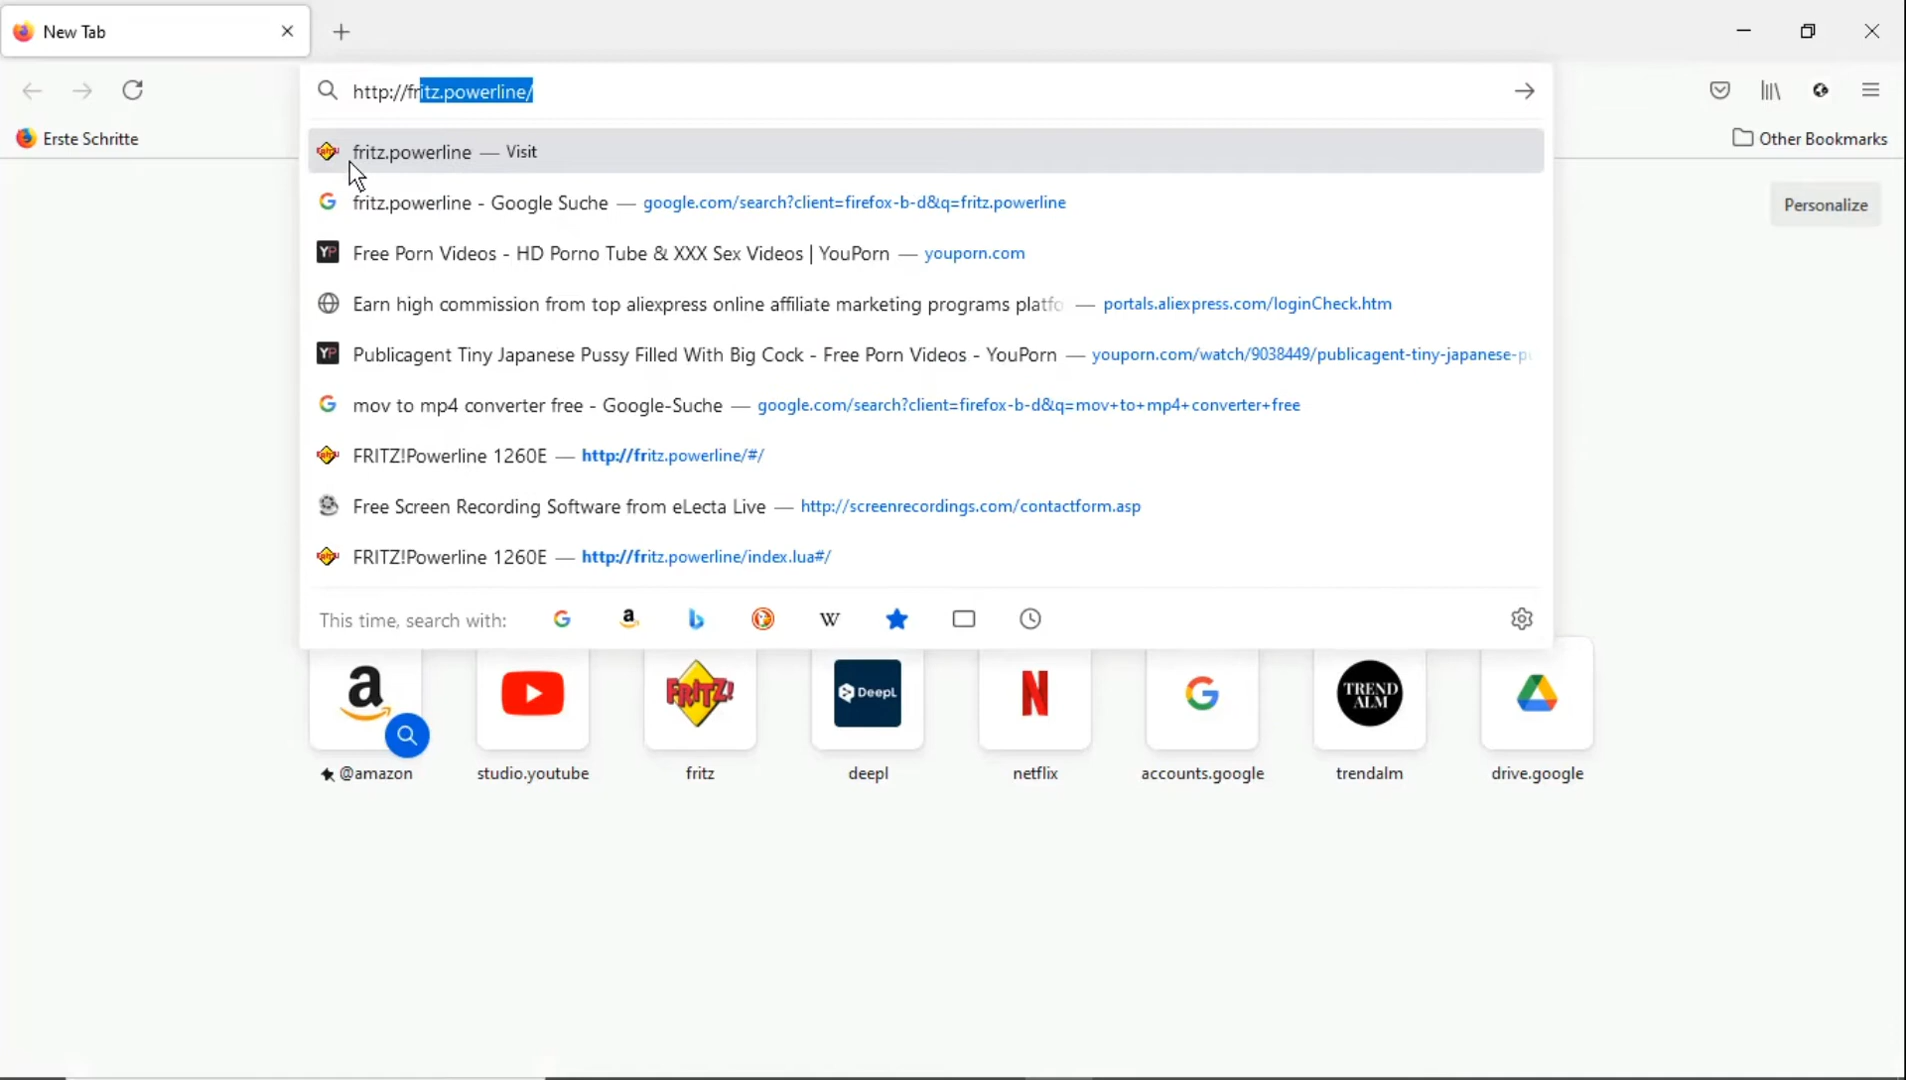 New Tab
http://fritz.powerline/
Erste Schritte
Other Bookmarks
fritz.powerline — Visit
Personalize
fritz.powerline - Google Suche — google.com/search?client=firefox-b-d&q=fritz.powerline
YP Free Porn Videos - HD Porno Tube & XXX Sex Videos | YouPorn — youporn.com
Earn high commission from top aliexpress online affiliate marketing programs platfo — portals.aliexpress.com/loginCheck.htm
YP Publicagent Tiny Japanese Pussy Filled With Big Cock - Free Porn Videos - YouPorn — youporn.com/watch/9038449/publicagent-tiny-japanese-p
mov to mp4 converter free - Google-Suche — google.com/search?client=firefox-b-d&q=mov+to+mp4+converter+free
FRITZ!Powerline 1260E — http://fritz.powerline/#/
Free Screen Recording Software from eLecta Live — http://screenrecordings.com/contactform.asp
FRITZ!Powerline 1260E — http://fritz.powerline/index.lua#/
This time, search with:
FRITZ! DeepL TREND ALM
@amazon studio.youtube fritz deepl netflix accounts.google trendalm drive.google